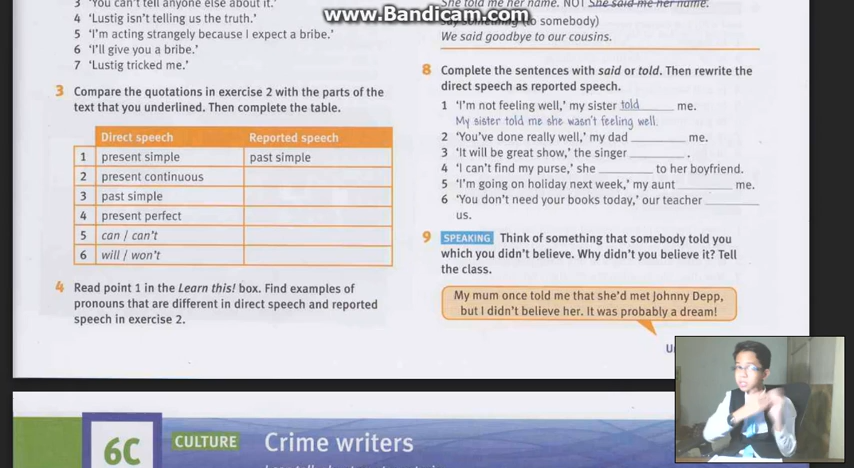 www.Bandicam.com
3 'You can't tell anyone else about it.'
4 'Lustig isn't telling us the truth.'
5 'I'm acting strangely because I expect a bribe.'
6 'I'll give you a bribe.'
7 'Lustig tricked me.'
3 Compare the quotations in exercise 2 with the parts of
the text that you underlined. Then complete the table.
Direct speech Reported speech
1 present simple past simple
2 present continuous
3 past simple
4 present perfect
5 can / can't
6 will / won't
4 Read point 1 in the Learn this! box. Find examples of
pronouns that are different in direct speech and reported
speech in exercise 2.
She told me her name. NOT She said me her name.
Say something (to somebody)
We said goodbye to our cousins.
8 Complete the sentences with said or told. Then rewrite the
direct speech as reported speech.
1 'I'm not feeling well,' my sister told me.
My sister told me she wasn't feeling well.
2 'You've done really well,' my dad ________ me.
3 'It will be great show,' the singer ________ .
4 'I can't find my purse,' she ________ to her boyfriend.
5 'I'm going on holiday next week,' my aunt ________ me.
6 'You don't need your books today,' our teacher ________
us.
9 SPEAKING Think of something that somebody told you
which you didn't believe. Why didn't you believe it? Tell
the class.
My mum once told me that she'd met Johnny Depp,
but I didn't believe her. It was probably a dream!
6C CULTURE Crime writers